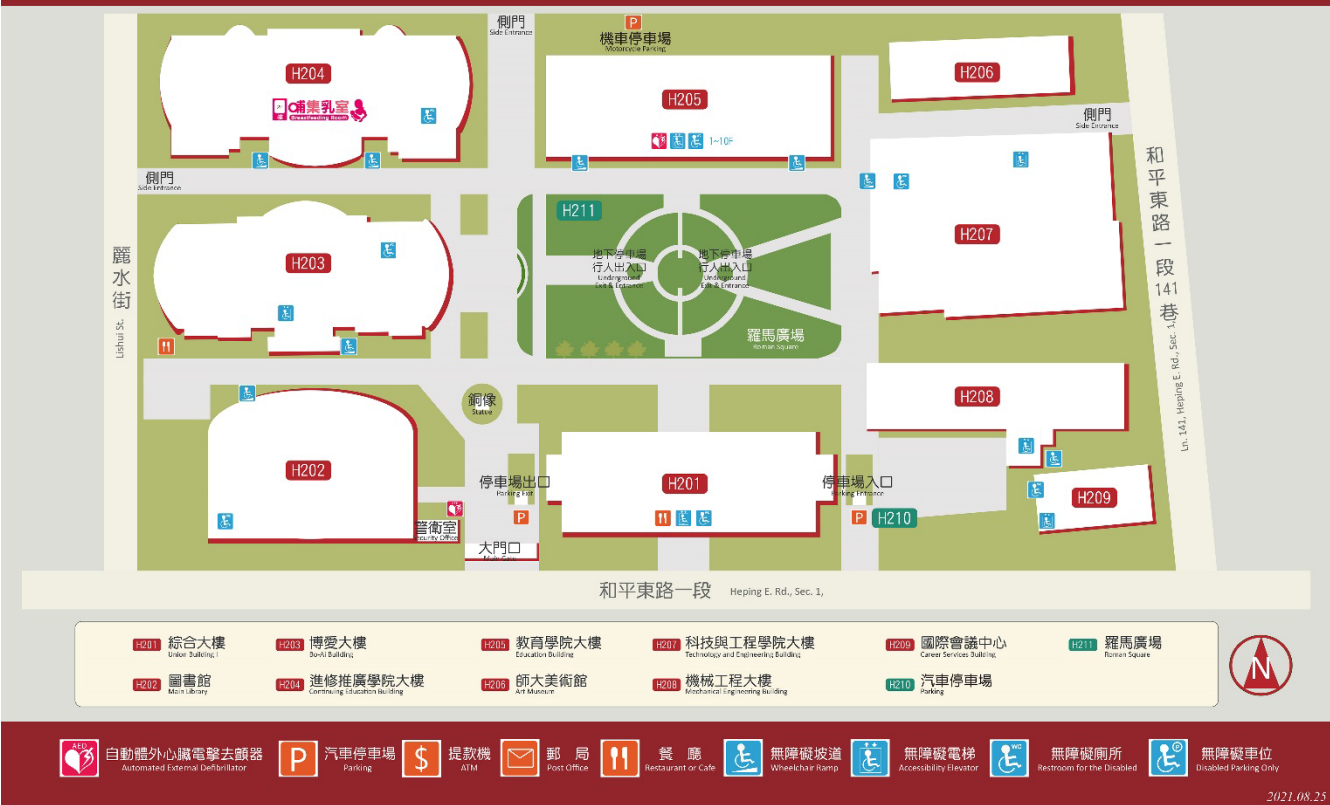 側門
Side Entrance
P
機車停車場
Motorcycle Parking
H204
哺集乳室
Breastfeeding Room
H205
1~10F
H206
側門
Side Entrance
側門
Side Entrance
H211
地下停車場
行人出入口
Underground
Exit & Entrance
地下停車場
行人出入口
Underground
Exit & Entrance
羅馬廣場
Roman Square
H203
H207
麗水街
Lishui St.
和平東路一段141巷
Ln. 141, Heping E. Rd., Sec. 1,
銅像
Statue
H208
H202
停車場出口
Parking Exit
P
H201
停車場入口
Parking Entrance
P
H210
H209
警衛室
Security Office
大門口
Main Gate
和平東路一段 Heping E. Rd., Sec. 1,
H201 綜合大樓
Union Building I
H203 博愛大樓
Bo-Ai Building
H205 教育學院大樓
Education Building
H207 科技與工程學院大樓
Technology and Engineering Building
H209 國際會議中心
Career Services Building
H211 羅馬廣場
Roman Square
H202 圖書館
Main Library
H204 進修推廣學院大樓
Continuing Education Building
H206 師大美術館
Art Museum
H208 機械工程大樓
Mechanical Engineering Building
H210 汽車停車場
Parking
N
AED 自動體外心臟電擊去顫器
Automated External Defibrillator
P 汽車停車場
Parking
$ 提款機
ATM
郵局
Post Office
餐廳
Restaurant or Cafe
無障礙坡道
Wheelchair Ramp
無障礙電梯
Accessibility Elevator
WC 無障礙廁所
Restroom for the Disabled
P 無障礙車位
Disabled Parking Only
2021.08.25